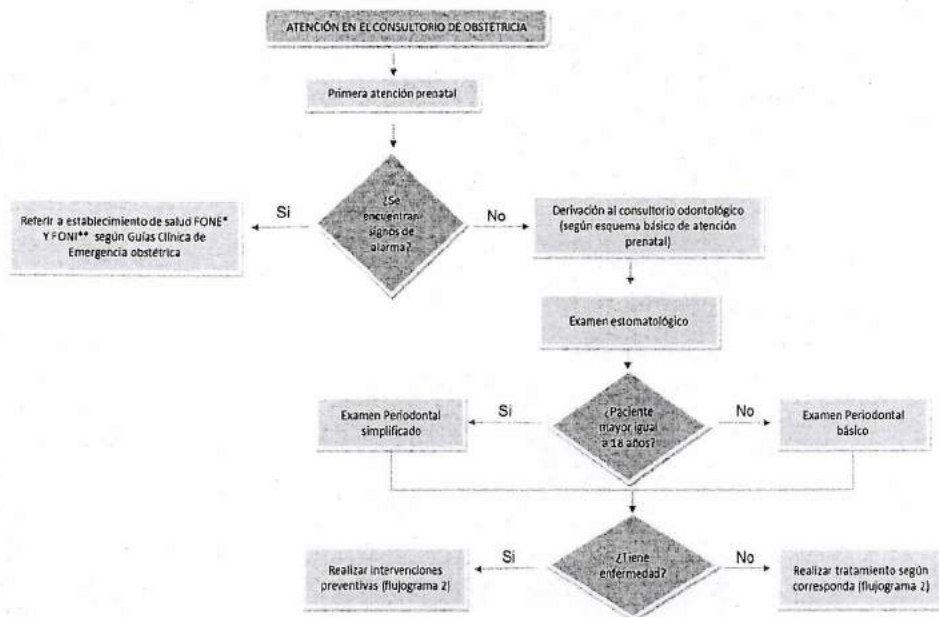 ATENCIÓN EN EL CONSULTORIO DE OBSTETRICIA
Primera atención prenatal
¿Se
encuentran
signos de
alarma?
Si
No
Referir a establecimiento de salud FONE*
Y FONI** según Guías Clínica de
Emergencia obstétrica
Derivación al consultorio odontológico
(según esquema básico de atención
prenatal)
Examen estomatológico
¿Paciente
mayor igual
a 18 años?
Si
No
Examen Periodontal
simplificado
Examen Periodontal
básico
¿Tiene
enfermedad?
Si
No
Realizar intervenciones
preventivas (flujograma 2)
Realizar tratamiento según
corresponda (flujograma 2)